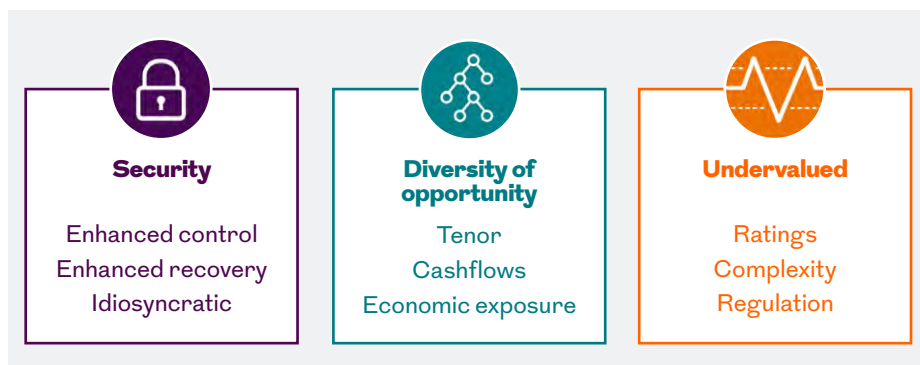 Security
Enhanced control
Enhanced recovery
Idiosyncratic
Diversity of
opportunity
Tenor
Cashflows
Economic exposure
Undervalued
Ratings
Complexity
Regulation